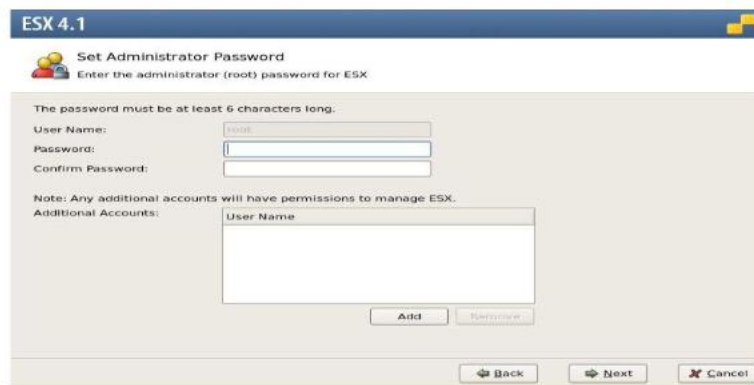 ESX 4.1
Set Administrator Password
Enter the administrator (root) password for ESX
The password must be at least 6 characters long.
User Name: root
Password:
Confirm Password:
Note: Any additional accounts will have permissions to manage ESX.
Additional Accounts:
User Name
Add Remove
Back Next Cancel